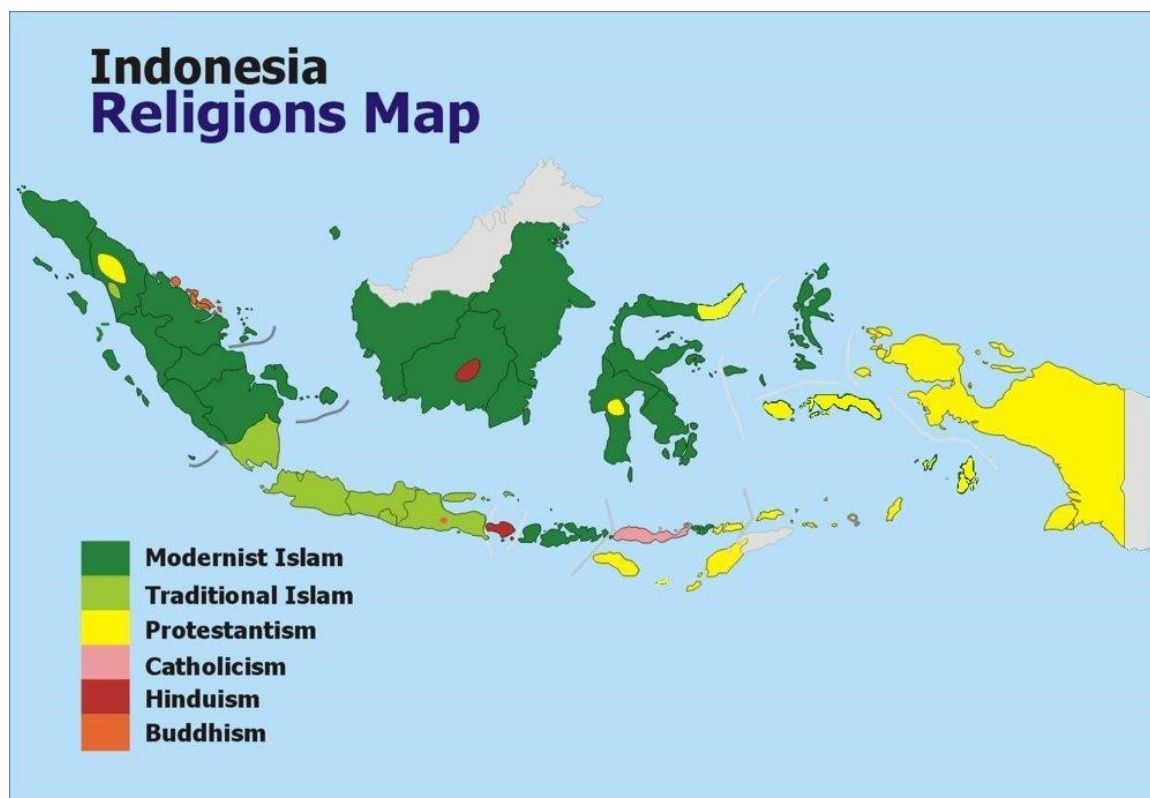 Indonesia
Religions Map
Modernist Islam
Traditional Islam
Protestantism
Catholicism
Hinduism
Buddhism